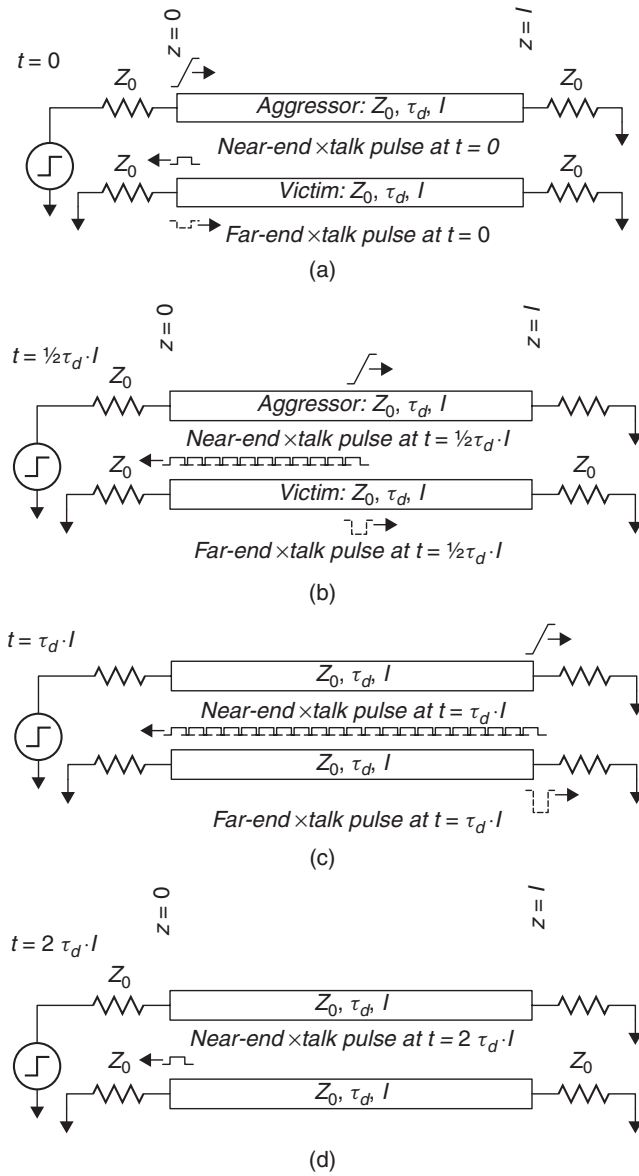 z = 0
z = l
t = 0
Z0
Z0
Aggressor: Z0, τd, l
Near-end ×talk pulse at t = 0
Z0
Z0
Victim: Z0, τd, l
Far-end ×talk pulse at t = 0
(a)
z = 0
z = l
t = ½τd·l
Z0
Aggressor: Z0, τd, l
Near-end ×talk pulse at t = ½τd·l
Z0
Z0
Victim: Z0, τd, l
Far-end ×talk pulse at t = ½τd·l
(b)
t = τd·l
Z0, τd, l
Near-end ×talk pulse at t = τd·l
Z0, τd, l
Far-end ×talk pulse at t = τd·l
(c)
z = 0
z = l
t = 2 τd·l
Z0
Z0, τd, l
Near-end ×talk pulse at t = 2 τd·l
Z0
Z0
Z0, τd, l
(d)